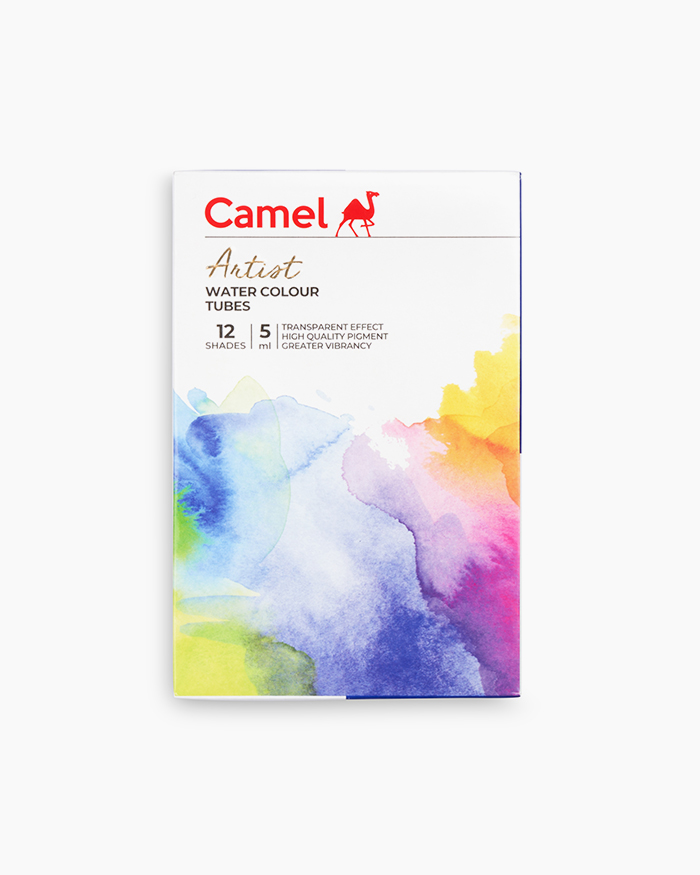 Camel
Artist
WATER COLOUR
TUBES
12 SHADES
5 ml
TRANSPARENT EFFECT
HIGH QUALITY PIGMENT
GREATER VIBRANCY